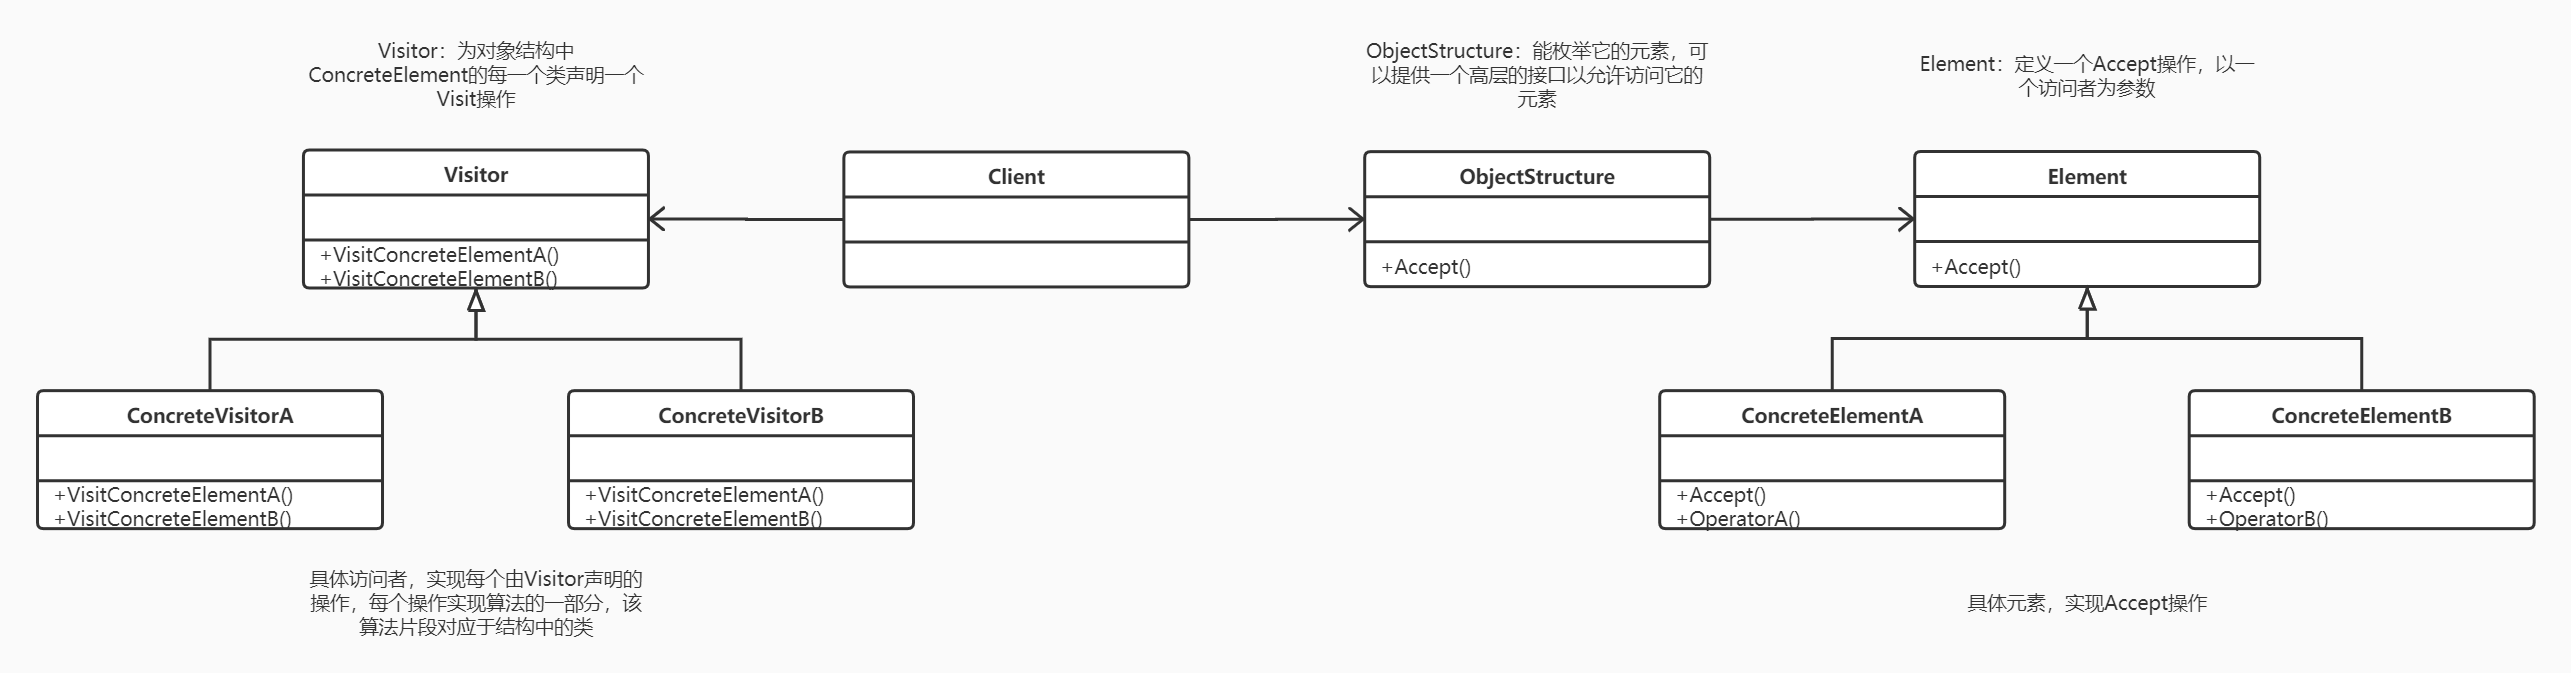 Visitor：为对象结构中
ConcreteElement的每一个类声明一个
Visit操作
ObjectStructure：能枚举它的元素，可
以提供一个高层的接口以允许访问它的
元素
Element：定义一个Accept操作，以一
个访问者为参数
Visitor
+VisitConcreteElementA()
+VisitConcreteElementB()
Client
ObjectStructure
+Accept()
Element
+Accept()
ConcreteVisitorA
+VisitConcreteElementA()
+VisitConcreteElementB()
ConcreteVisitorB
+VisitConcreteElementA()
+VisitConcreteElementB()
ConcreteElementA
+Accept()
+OperatorA()
ConcreteElementB
+Accept()
+OperatorB()
具体访问者，实现每个由Visitor声明的
操作，每个操作实现算法的一部分，该
算法片段对应于结构中的类
具体元素，实现Accept操作